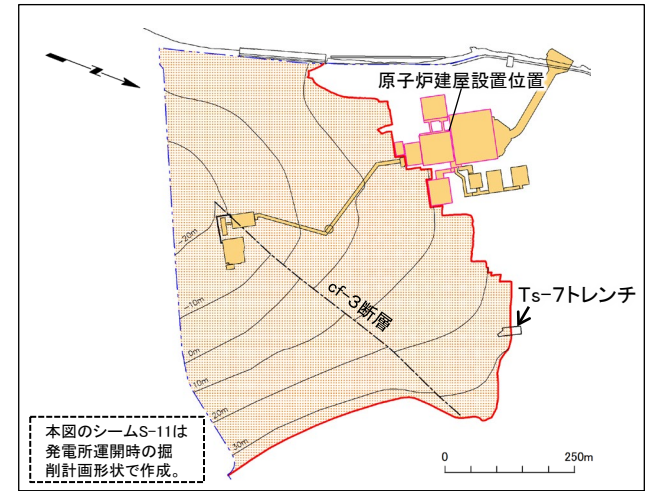 原子炉建屋設置位置
-20m
-10m
0m
10m
20m
30m
cf-3断層
Ts-7トレンチ
本図のシームS-11は
発電所運開時の掘
削計画形状で作成。
0 250m